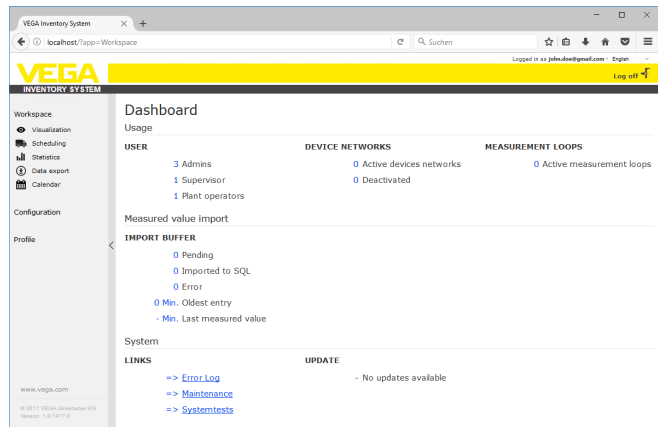 VEGA Inventory System
localhost/?app=Workspace
Suchen
Logged in as john.doe@gmail.com - English
VEGA
Log off
INVENTORY SYSTEM
Workspace
Visualization
Scheduling
Statistics
Data export
Calendar
Configuration
Profile
www.vega.com
© 2017 VEGA Grieshaber KG
Version: 1.0.1417.0
Dashboard
Usage
USER DEVICE NETWORKS MEASUREMENT LOOPS
3 Admins 0 Active devices networks 0 Active measurement loops
1 Supervisor 0 Deactivated
1 Plant operators
Measured value import
IMPORT BUFFER
0 Pending
0 Imported to SQL
0 Error
0 Min. Oldest entry
- Min. Last measured value
System
LINKS UPDATE
=> Error Log - No updates available
=> Maintenance
=> Systemtests